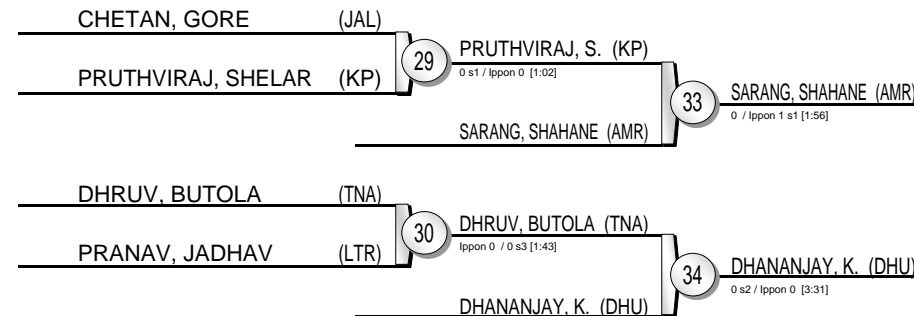 CHETAN, GORE (JAL)
PRUTHVIRAJ, SHELAR (KP)
29
PRUTHVIRAJ, S. (KP)
0 s1 / Ippon 0 [1:02]
SARANG, SHAHANE (AMR)
33
SARANG, SHAHANE (AMR)
0 / Ippon 1 s1 [1:56]
DHRUV, BUTOLA (TNA)
PRANAV, JADHAV (LTR)
30
DHRUV, BUTOLA (TNA)
Ippon 0 / 0 s3 [1:43]
DHANANJAY, K. (DHU)
34
DHANANJAY, K. (DHU)
0 s2 / Ippon 0 [3:31]